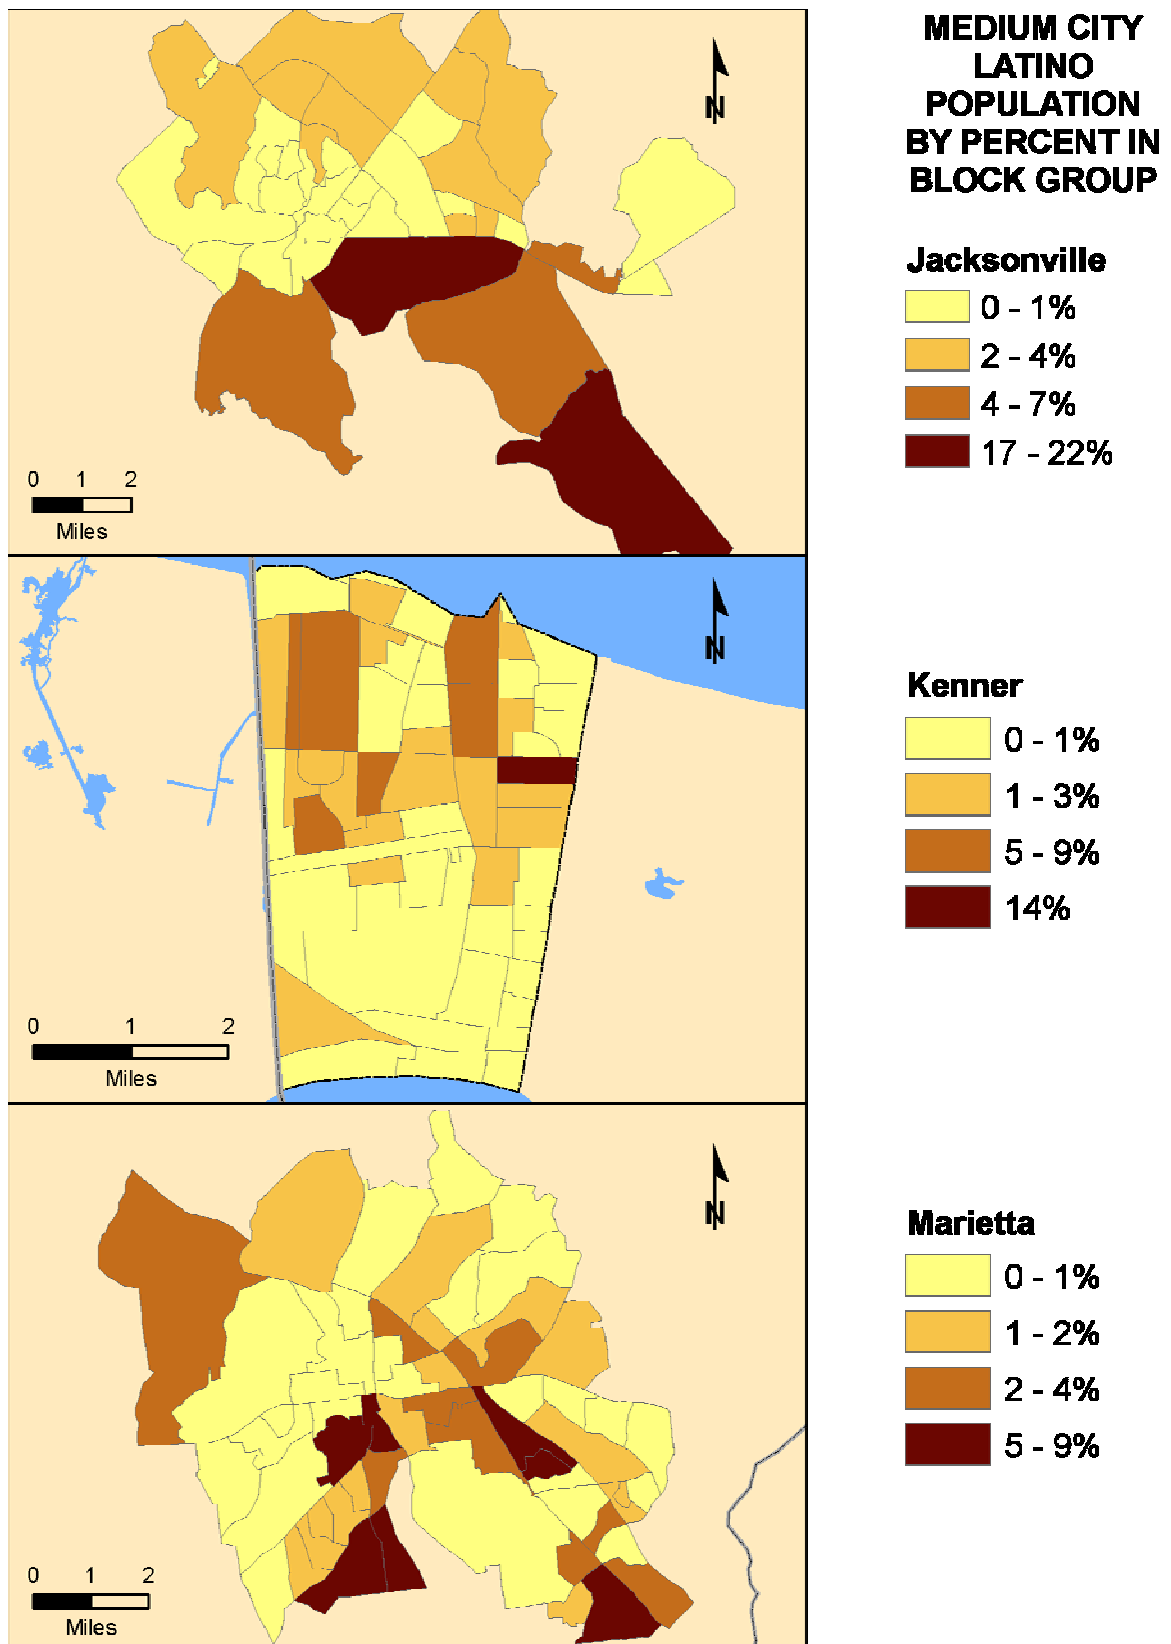 MEDIUM CITY
LATINO
POPULATION
BY PERCENT IN
BLOCK GROUP
N
Jacksonville
0 - 1%
2 - 4%
4 - 7%
17 - 22%
0 1 2
Miles
N
Kenner
0 - 1%
1 - 3%
5 - 9%
14%
0 1 2
Miles
N
Marietta
0 - 1%
1 - 2%
2 - 4%
5 - 9%
0 1 2
Miles